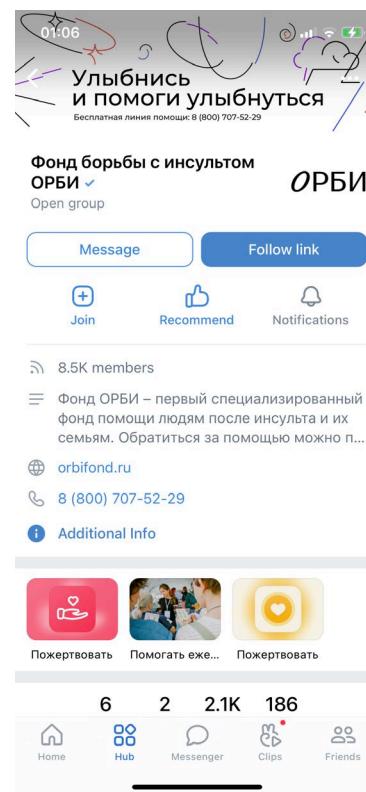 01:06
Улыбнись
и помоги улыбнуться
Бесплатная линия помощи: 8 (800) 707-52-29
Фонд борьбы с инсультом
ОРБИ
ОРБИ
Open group
Message
Follow link
Join
Recommend
Notifications
8.5K members
Фонд ОРБИ – первый специализированный
фонд помощи людям после инсульта и их
семьям. Обратиться за помощью можно п...
orbifond.ru
8 (800) 707-52-29
Additional Info
Пожертвовать
Помогать еже...
Пожертвовать
6 2 2.1K 186
Home
Hub
Messenger
Clips
Friends